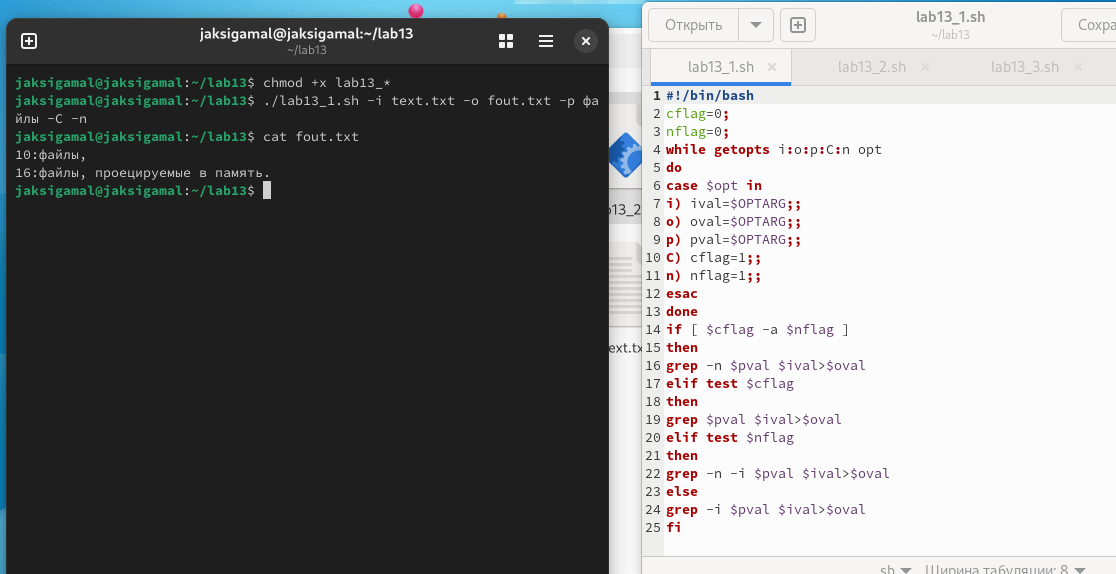 jaksigamal@jaksigamal:~/lab13
~/lab13
jaksigamal@jaksigamal:~/lab13$ chmod +x lab13_*
jaksigamal@jaksigamal:~/lab13$ ./lab13_1.sh -i text.txt -o fout.txt -p фа
йлы -C -n
jaksigamal@jaksigamal:~/lab13$ cat fout.txt
10:файлы,
16:файлы, проецируемые в память.
jaksigamal@jaksigamal:~/lab13$
b13_2
ext.tx
Открыть
lab13_1.sh
~/lab13
Сохра
lab13_1.sh × lab13_2.sh × lab13_3.sh ×
1 #!/bin/bash
2 cflag=0;
3 nflag=0;
4 while getopts i:o:p:C:n opt
5 do
6 case $opt in
7 i) ival=$OPTARG;;
8 o) oval=$OPTARG;;
9 p) pval=$OPTARG;;
10 C) cflag=1;;
11 n) nflag=1;;
12 esac
13 done
14 if [ $cflag -a $nflag ]
15 then
16 grep -n $pval $ival>$oval
17 elif test $cflag
18 then
19 grep $pval $ival>$oval
20 elif test $nflag
21 then
22 grep -n -i $pval $ival>$oval
23 else
24 grep -i $pval $ival>$oval
25 fi
sh Ширина табуляции: 8